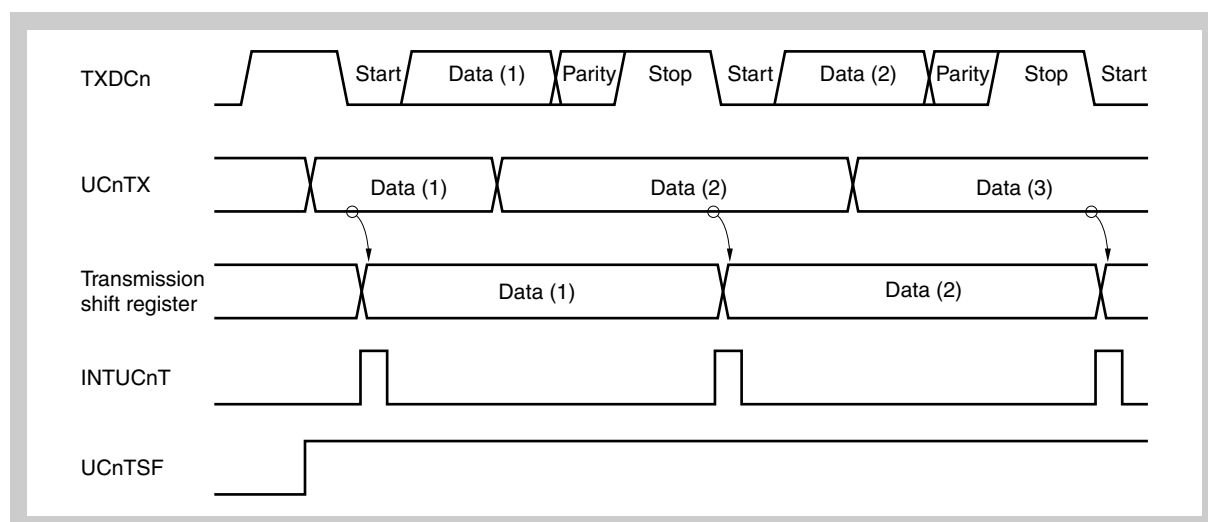 TXDCn
Start Data (1) Parity Stop Start Data (2) Parity Stop Start
UCnTX
Data (1) Data (2) Data (3)
Transmission
shift register
Data (1) Data (2)
INTUCnT
UCnTSF